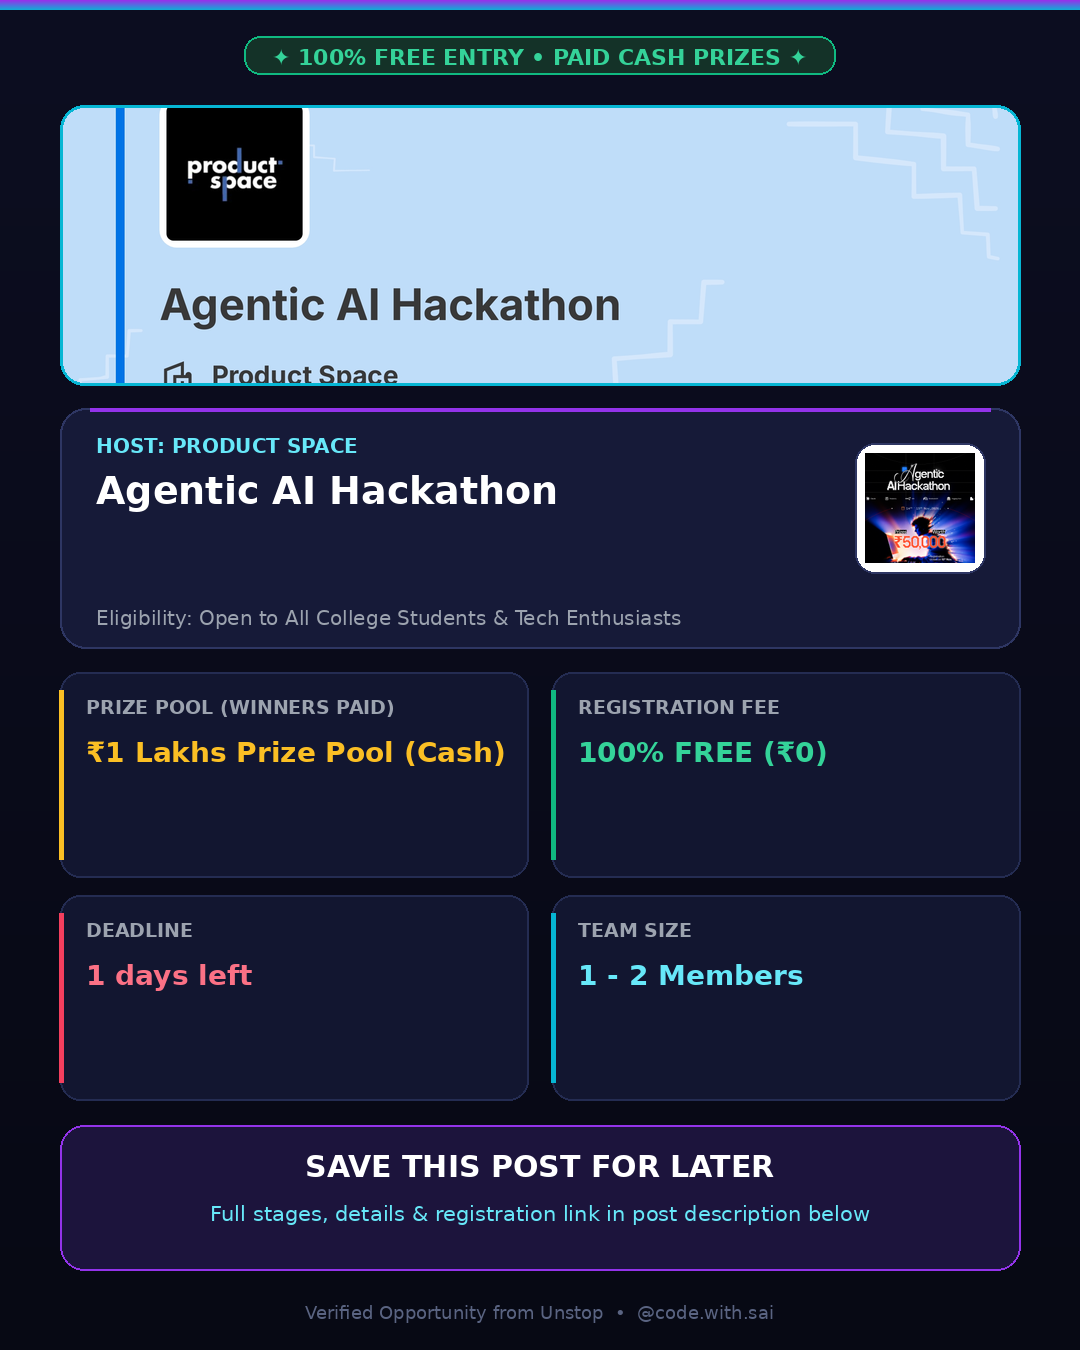 ✦ 100% FREE ENTRY • PAID CASH PRIZES ✦
product
space
Agentic AI Hackathon
Product Space
HOST: PRODUCT SPACE
Agentic AI Hackathon
Agentic
AI Hackathon
₹50,000
Eligibility: Open to All College Students & Tech Enthusiasts
PRIZE POOL (WINNERS PAID)
₹1 Lakhs Prize Pool (Cash)
REGISTRATION FEE
100% FREE (₹0)
DEADLINE
1 days left
TEAM SIZE
1 - 2 Members
SAVE THIS POST FOR LATER
Full stages, details & registration link in post description below
Verified Opportunity from Unstop • @code.with.sai